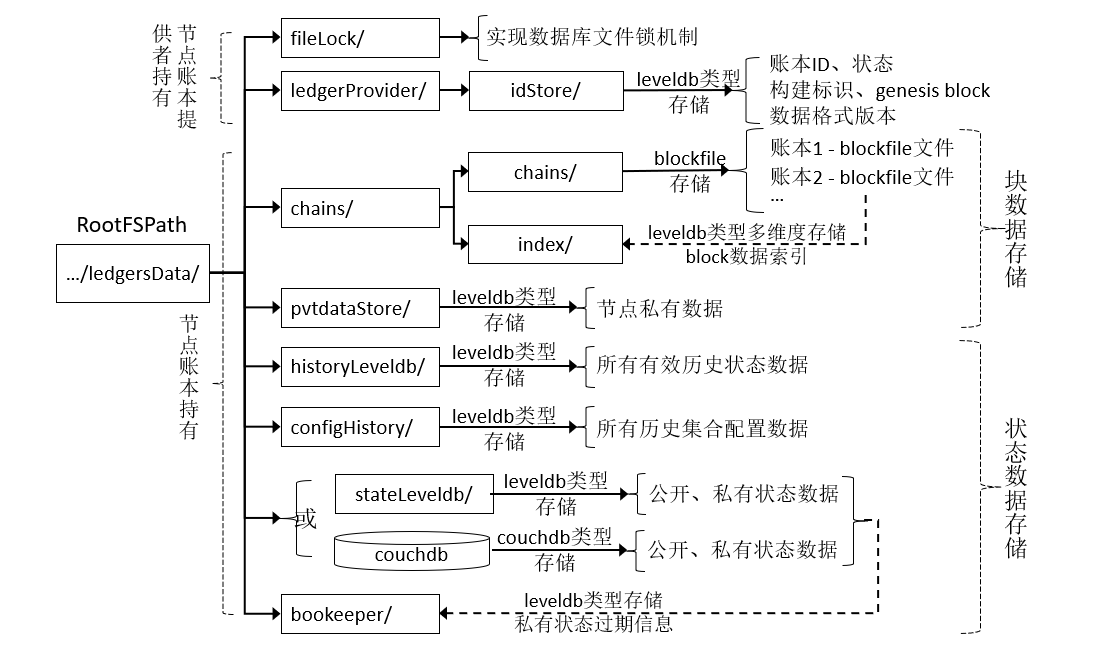 节点账本提
供者持有
fileLock/
实现数据库文件锁机制
ledgerProvider/
idStore/
leveldb类型
存储
账本ID、状态
构建标识、genesis block
数据格式版本
chains/
chains/
blockfile
存储
账本1 - blockfile文件
账本2 - blockfile文件
...
index/
leveldb类型多维度存储
block数据索引
块数据存储
RootFSPath
.../ledgersData/
节点账本持有
pvtdataStore/
leveldb类型
存储
节点私有数据
historyLeveldb/
leveldb类型
存储
所有有效历史状态数据
configHistory/
leveldb类型
存储
所有历史集合配置数据
或
stateLeveldb/
leveldb类型
存储
公开、私有状态数据
couchdb
couchdb类型
存储
公开、私有状态数据
bookeeper/
leveldb类型存储
私有状态过期信息
状态数据存储